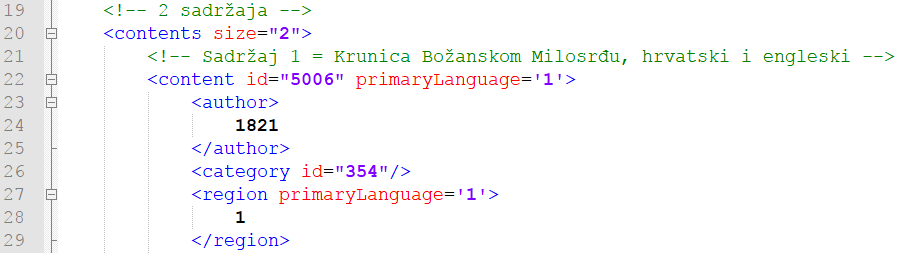 19 <!-- 2 sadržaja -->
20 <contents size="2">
21 <!-- Sadržaj 1 = Krunica Božanskom Milosrđu, hrvatski i engleski -->
22 <content id="5006" primaryLanguage='1'>
23 <author>
24 1821
25 </author>
26 <category id="354"/>
27 <region primaryLanguage='1'>
28 1
29 </region>